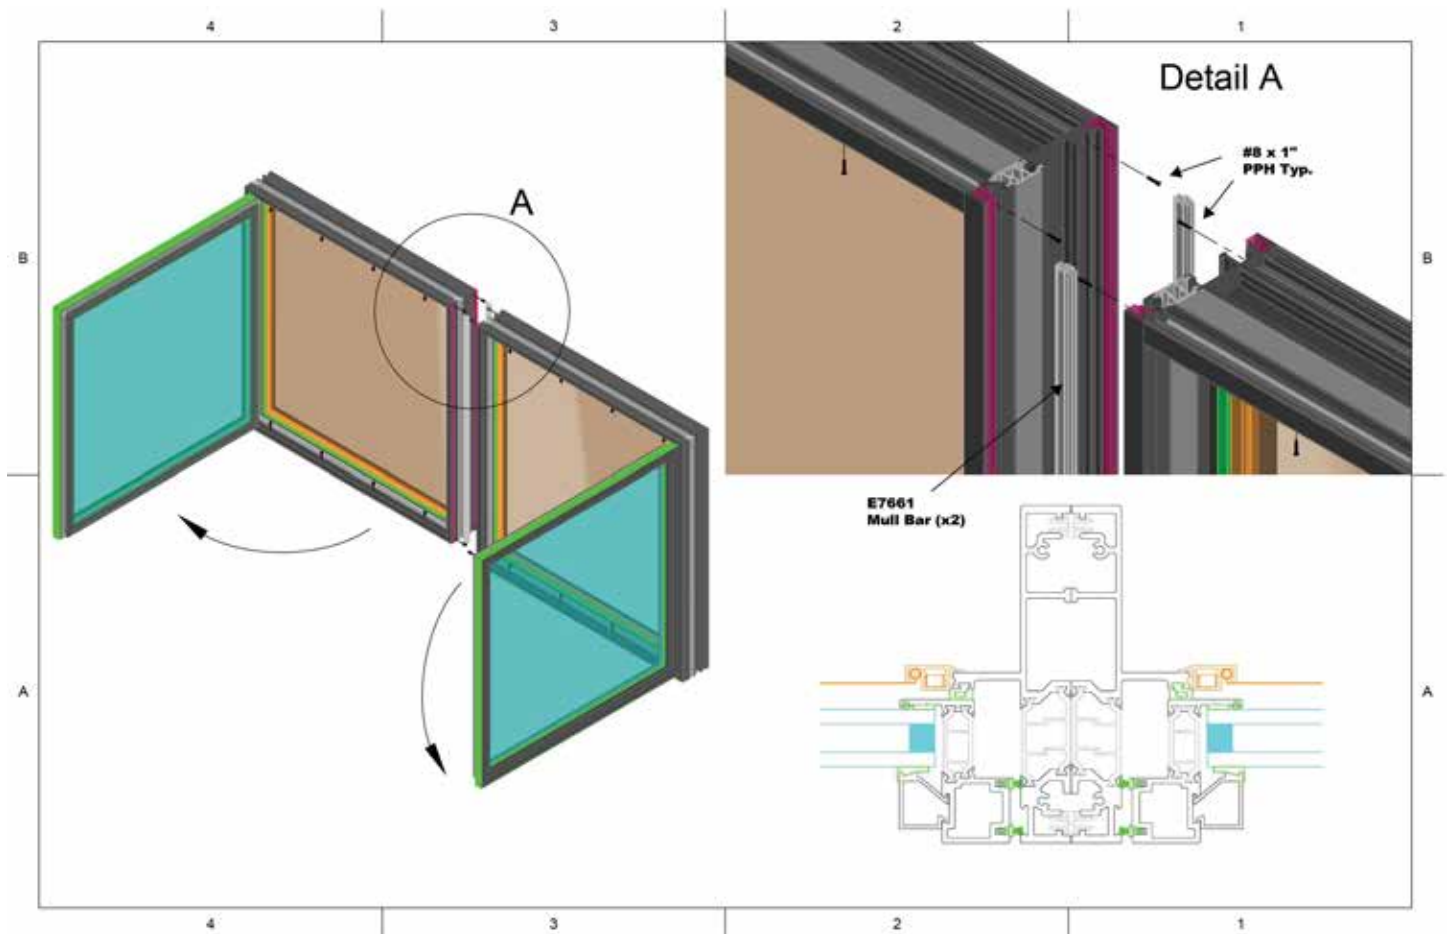 4 3 2 1
Detail A
#8 x 1"
PPH Typ.
A
B B
E7661
Mull Bar (x2)
A A
4 3 2 1